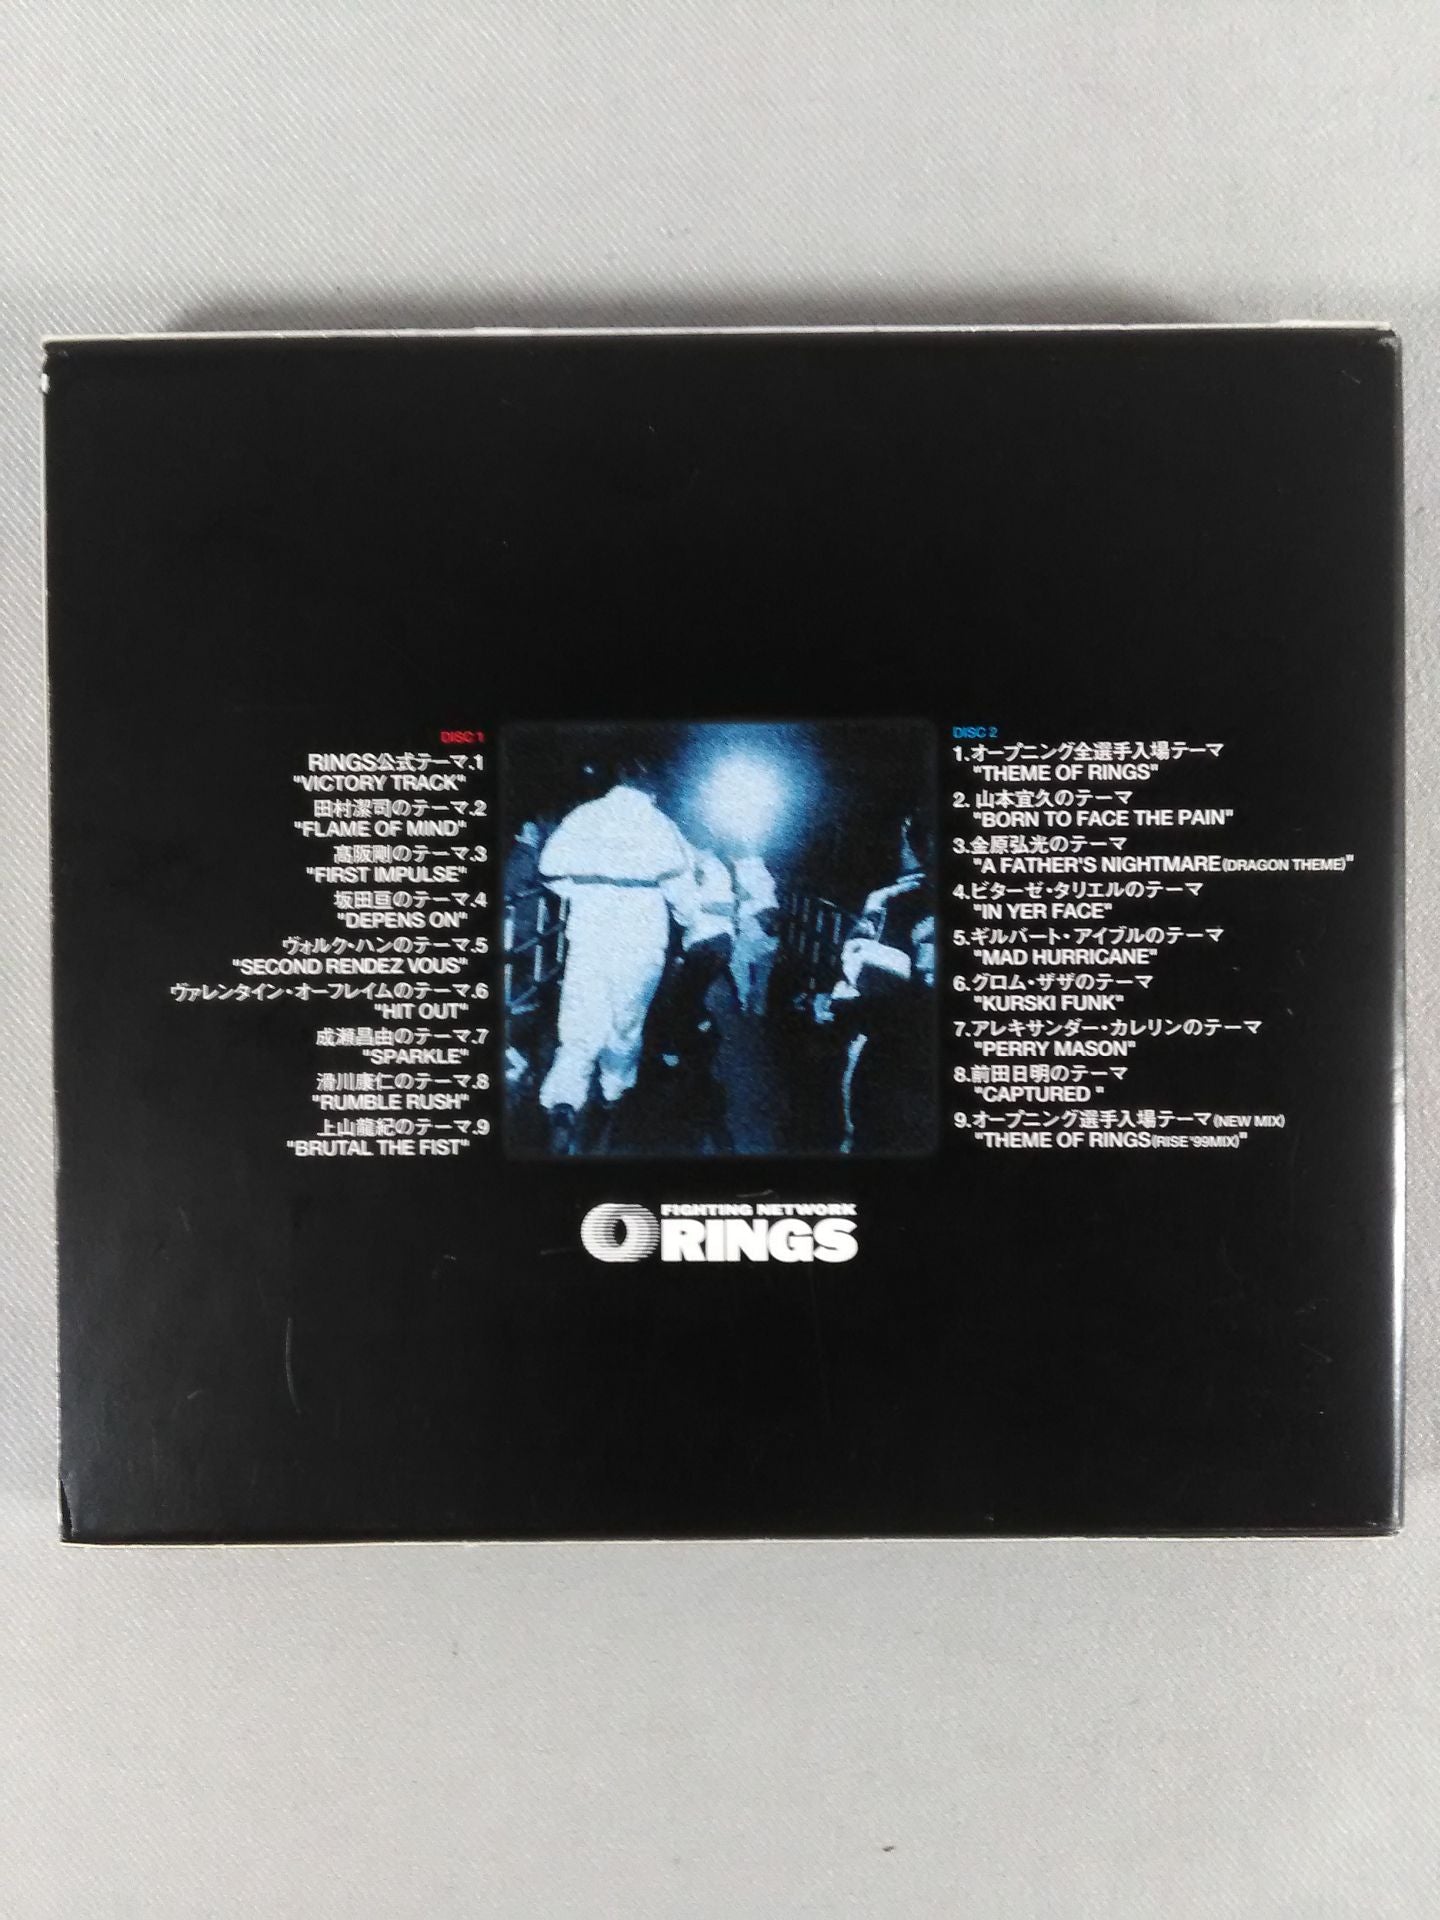 DISC 1
RINGS公式テーマ.1
"VICTORY TRACK"
田村潔司のテーマ.2
"FLAME OF MIND"
髙阪剛のテーマ.3
"FIRST IMPULSE"
坂田亘のテーマ.4
"DEPENS ON"
ヴォルク・ハンのテーマ.5
"SECOND RENDEZ VOUS"
ヴァレンタイン・オーフレイムのテーマ.6
"HIT OUT"
成瀬昌由のテーマ.7
"SPARKLE"
滑川康仁のテーマ.8
"RUMBLE RUSH"
上山龍紀のテーマ.9
"BRUTAL THE FIST"
DISC 2
1.オープニング全選手入場テーマ
"THEME OF RINGS"
2. 山本宜久のテーマ
"BORN TO FACE THE PAIN"
3.金原弘光のテーマ
"A FATHER'S NIGHTMARE(DRAGON THEME)"
4.ビターゼ・タリエルのテーマ
"IN YER FACE"
5.ギルバート・アイブルのテーマ
"MAD HURRICANE"
6.グロム・ザザのテーマ
"KURSKI FUNK"
7.アレキサンダー・カレリンのテーマ
"PERRY MASON"
8.前田日明のテーマ
"CAPTURED "
9.オープニング選手入場テーマ(NEW MIX)
"THEME OF RINGS(RISE '99MIX)"
FIGHTING NETWORK
RINGS